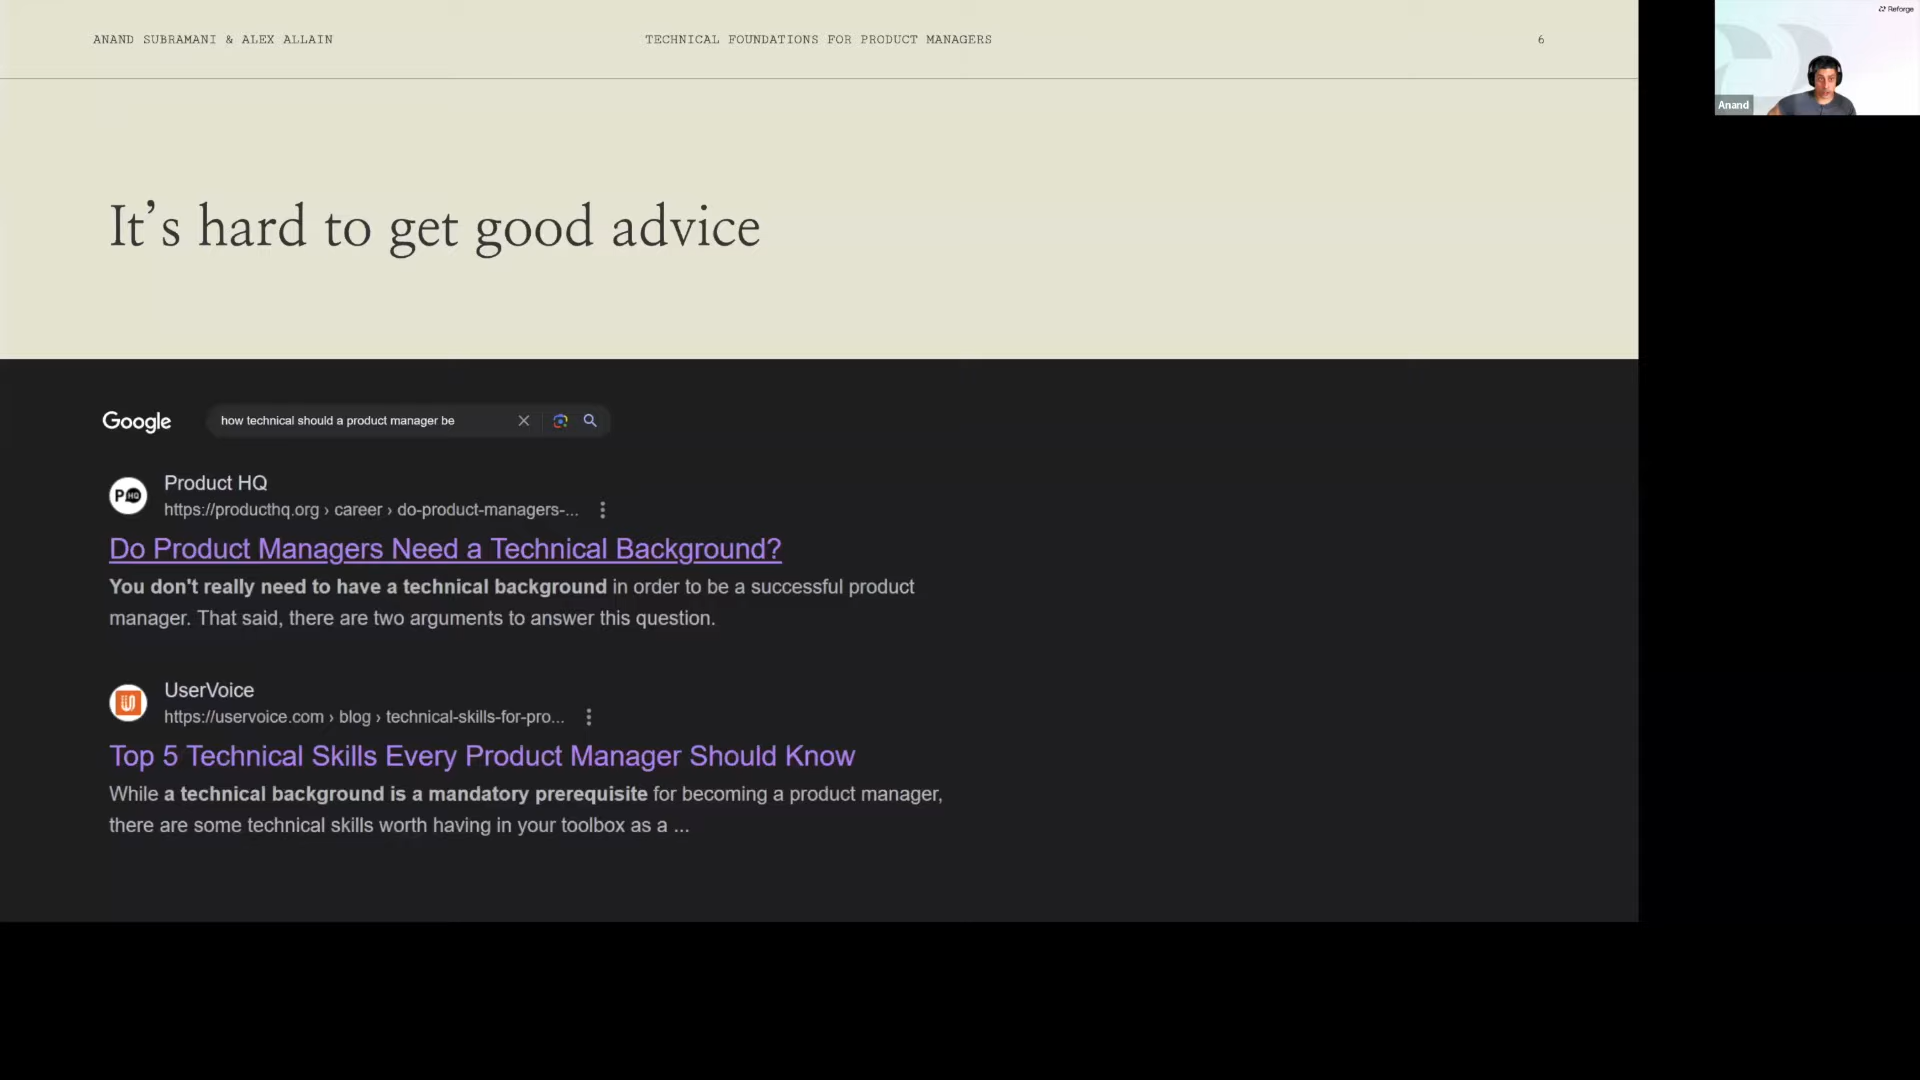 ANAND SUBRAMANI & ALEX ALLAIN
TECHNICAL FOUNDATIONS FOR PRODUCT MANAGERS
6
Reforge
Anand
It’s hard to get good advice
Google
how technical should a product manager be
P HQ
Product HQ
https://producthq.org › career › do-product-managers-...
Do Product Managers Need a Technical Background?
You don't really need to have a technical background in order to be a successful product
manager. That said, there are two arguments to answer this question.
UserVoice
https://uservoice.com › blog › technical-skills-for-pro...
Top 5 Technical Skills Every Product Manager Should Know
While a technical background is a mandatory prerequisite for becoming a product manager,
there are some technical skills worth having in your toolbox as a ...